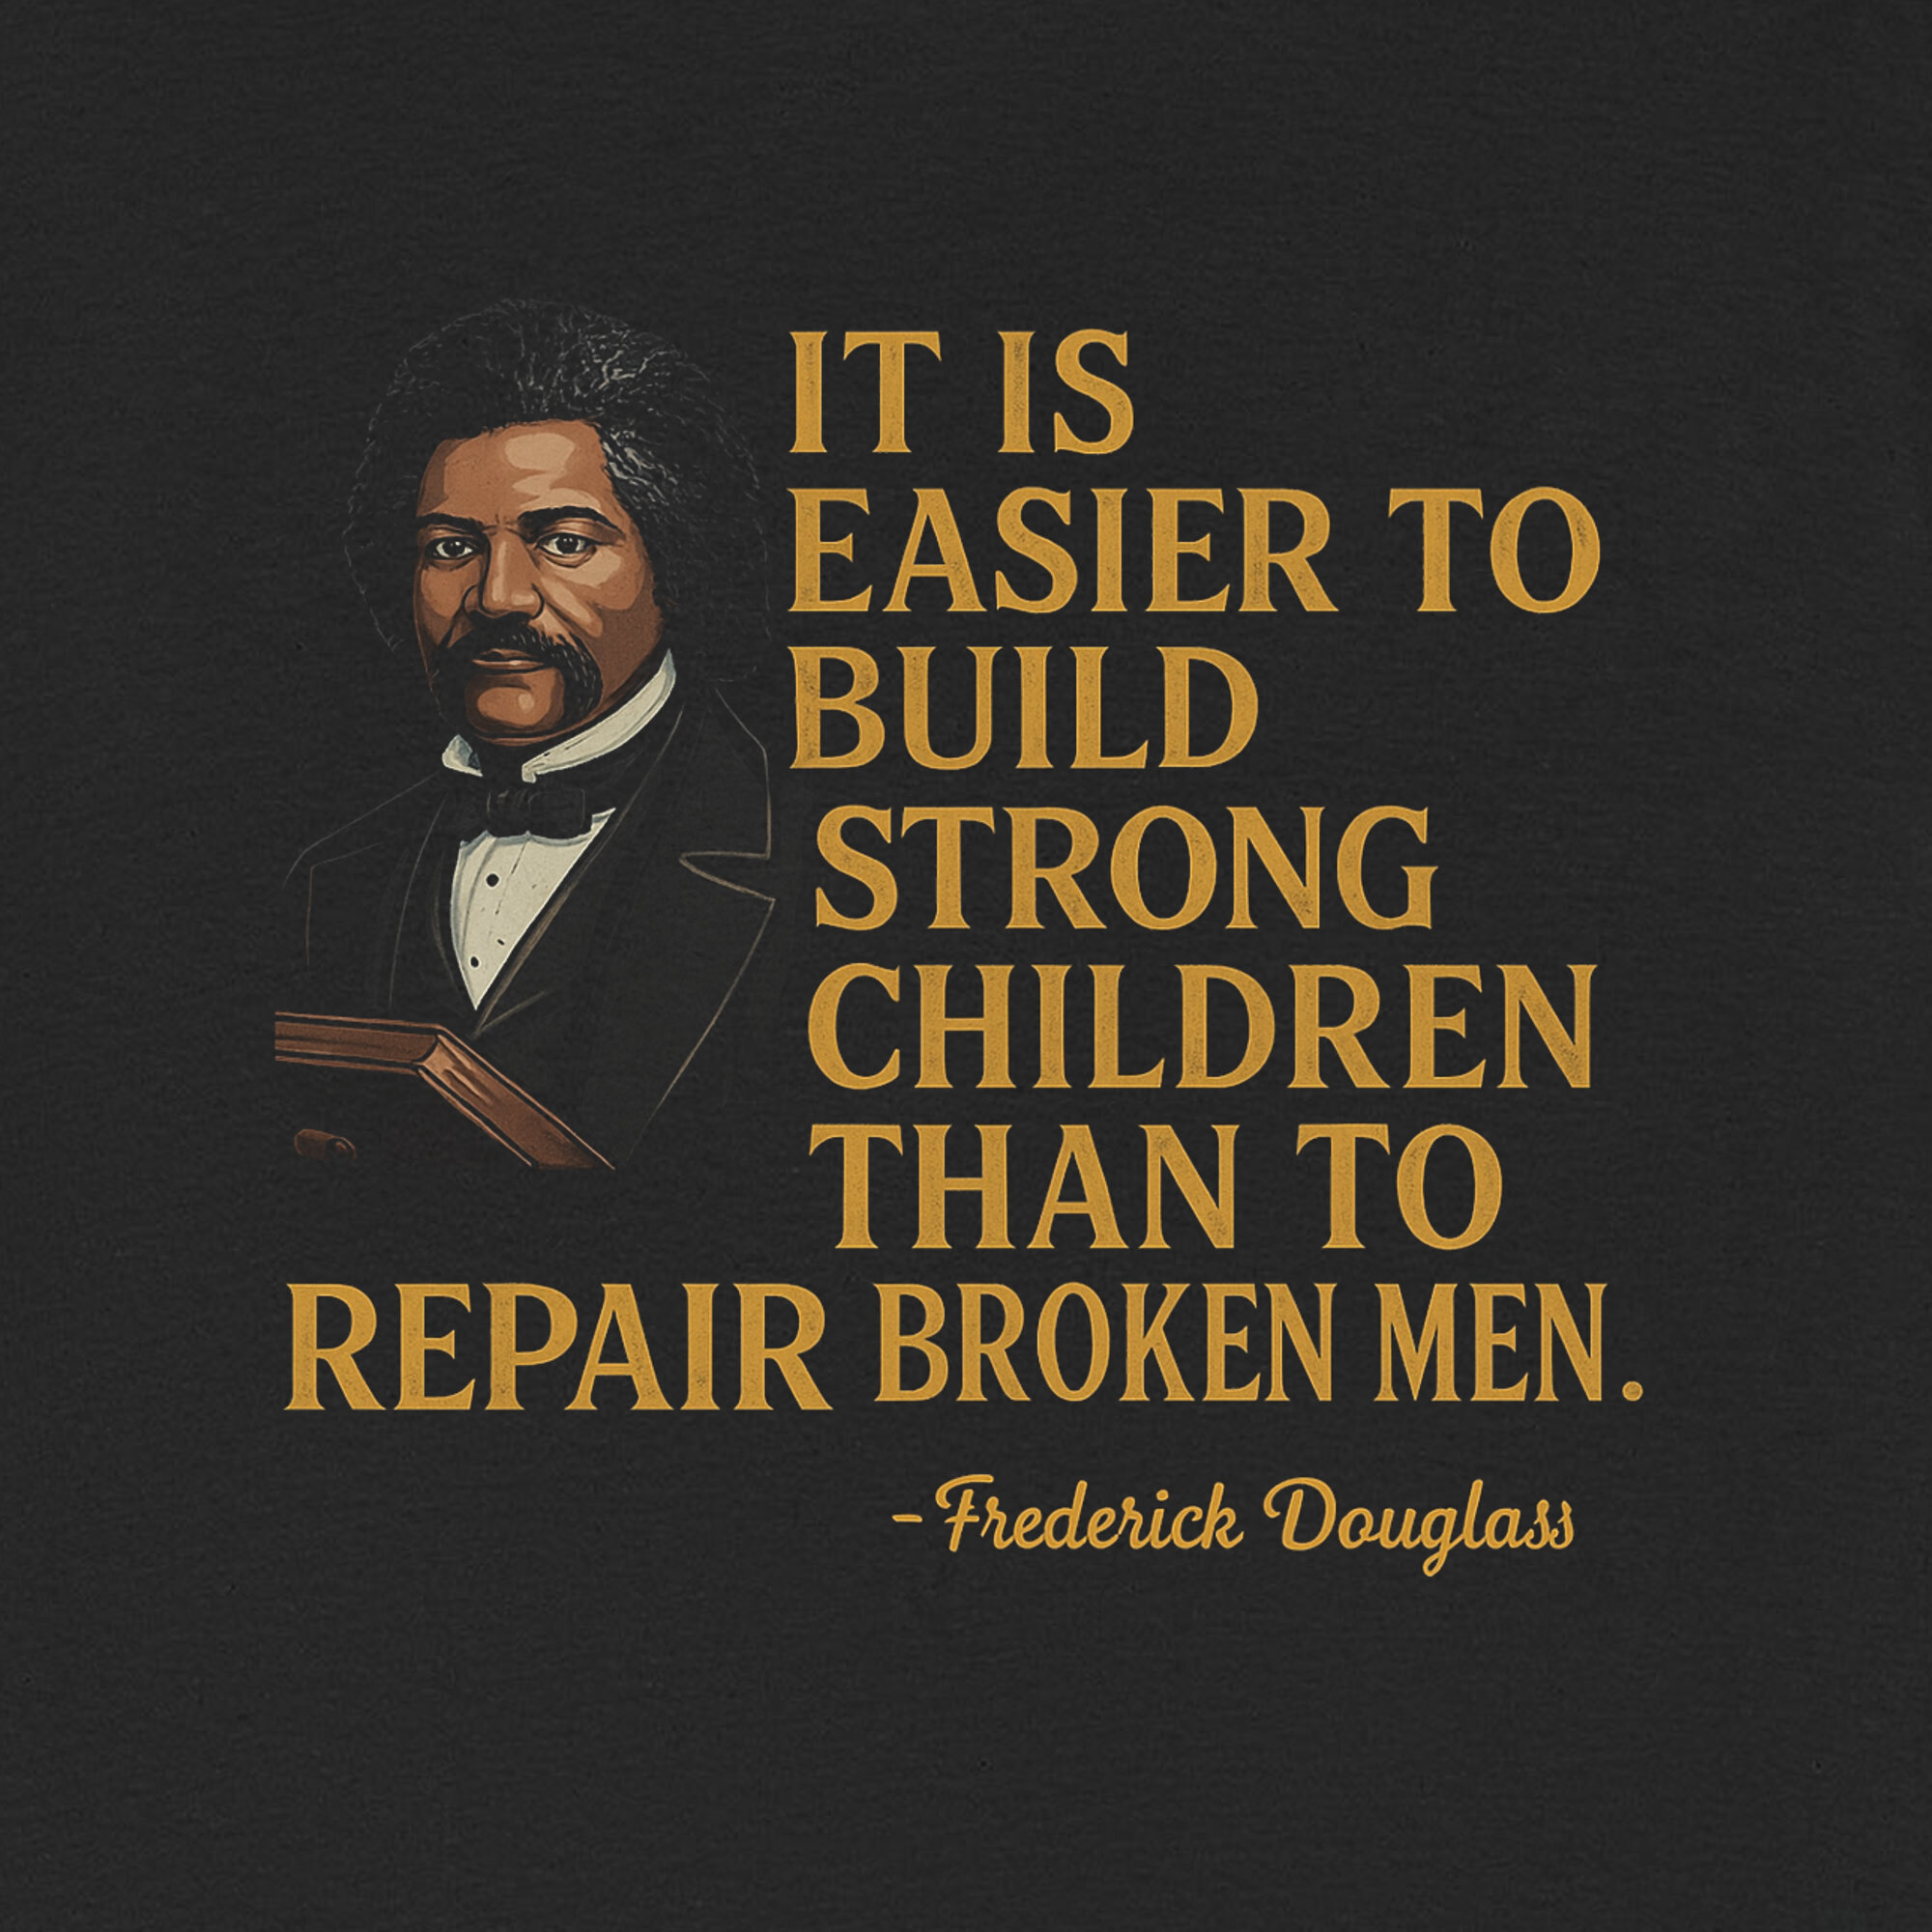 IT IS
EASIER TO
BUILD
STRONG
CHILDREN
THAN TO
REPAIR BROKEN MEN.
-Frederick Douglass